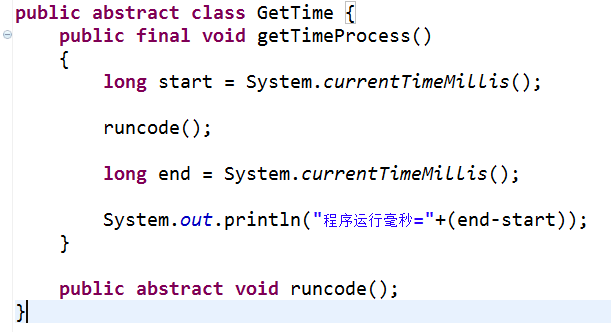 public abstract class GetTime {
    public final void getTimeProcess()
    {
        long start = System.currentTimeMillis();
        runcode();
        long end = System.currentTimeMillis();
        System.out.println("程序运行毫秒="+(end-start));
    }
    public abstract void runcode();
}